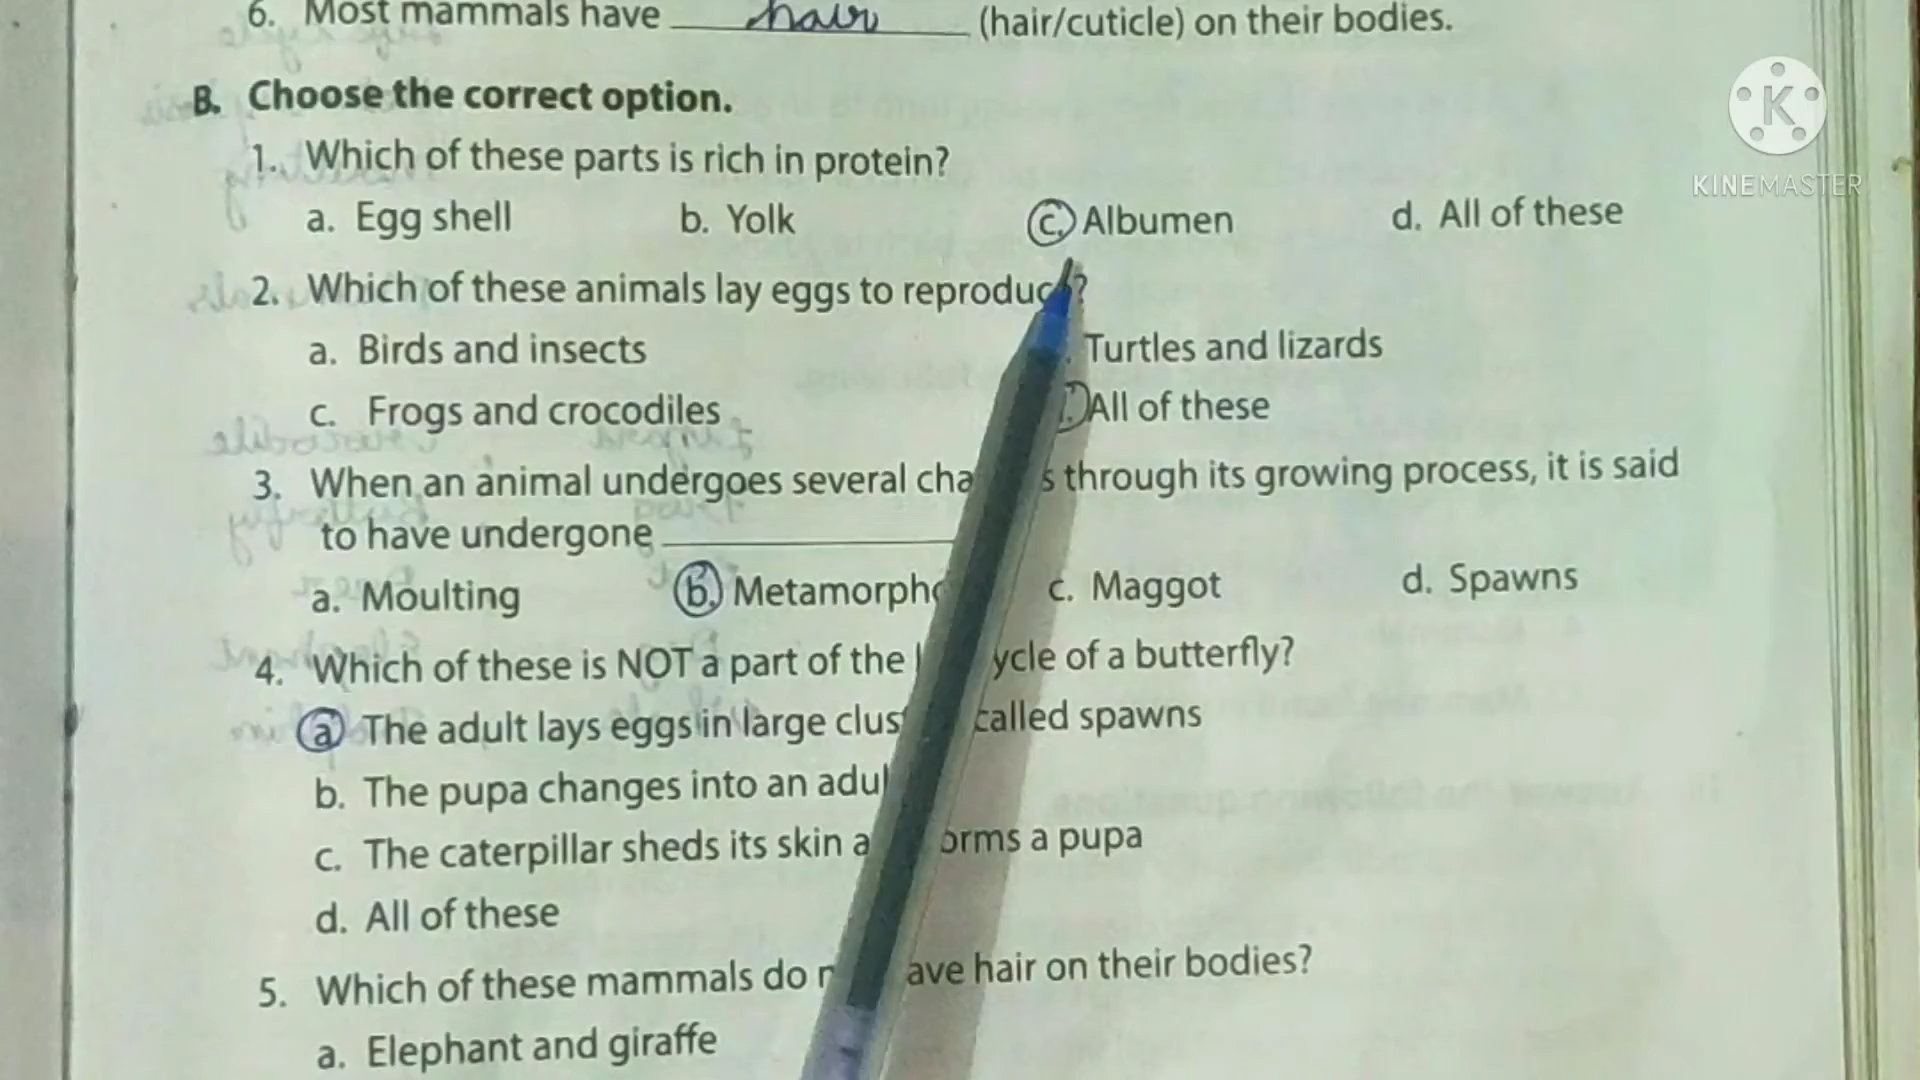 6. Most mammals have hair (hair/cuticle) on their bodies.
B. Choose the correct option.
1. Which of these parts is rich in protein?
a. Egg shell b. Yolk c. Albumen d. All of these
2. Which of these animals lay eggs to reproduc ?
a. Birds and insects Turtles and lizards
c. Frogs and crocodiles All of these
3. When an animal undergoes several cha s through its growing process, it is said
to have undergone
a. Moulting b. Metamorpho c. Maggot d. Spawns
4. Which of these is NOT a part of the l ycle of a butterfly?
a The adult lays eggs in large clust called spawns
b. The pupa changes into an adul
c. The caterpillar sheds its skin a orms a pupa
d. All of these
5. Which of these mammals do n ave hair on their bodies?
a. Elephant and giraffe
K
KINEMASTER